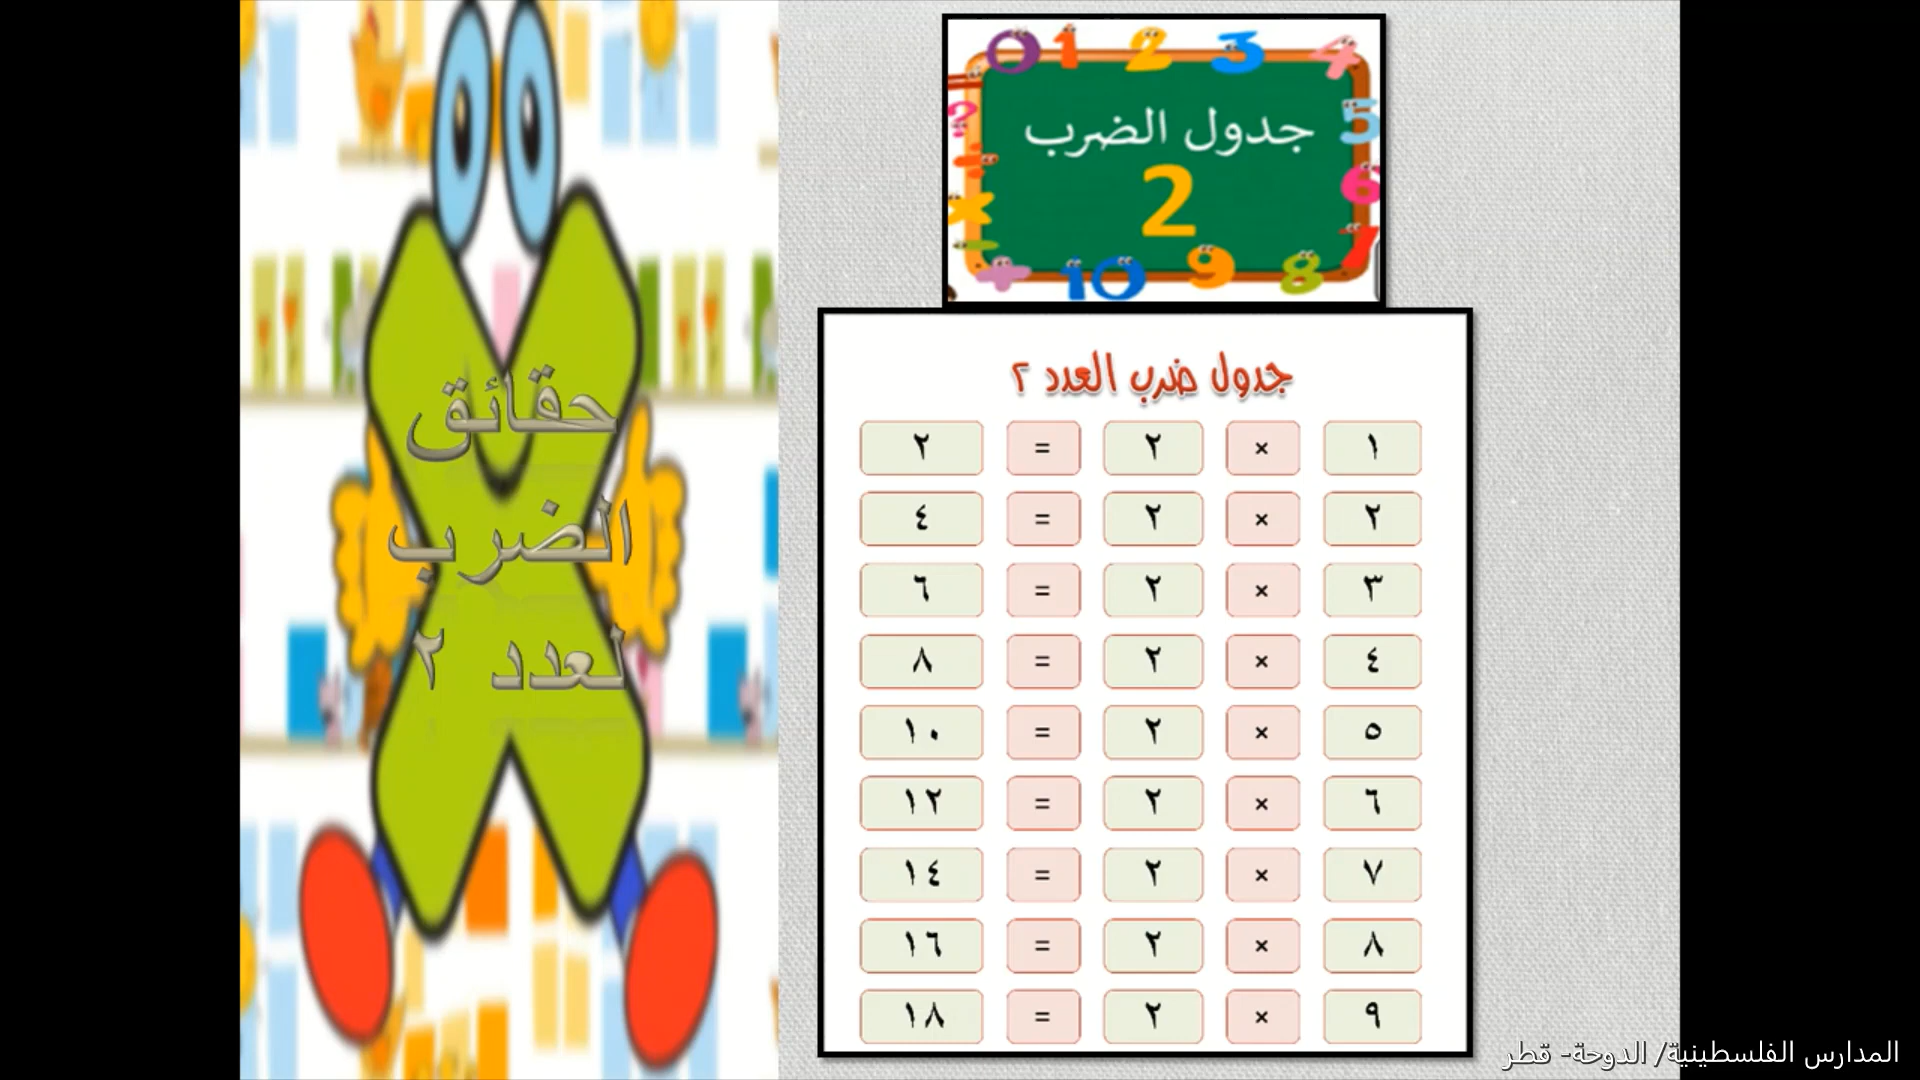 0 1 2 3 4
5
6
7
8
9
10
+
÷
×
?
جدول الضرب
2
حقائق
الضرب
لعدد ٢
جدول ضرب العدد ٢
١ × ٢ = ٢
٢ × ٢ = ٤
٣ × ٢ = ٦
٤ × ٢ = ٨
٥ × ٢ = ١٠
٦ × ٢ = ١٢
٧ × ٢ = ١٤
٨ × ٢ = ١٦
٩ × ٢ = ١٨
المدارس الفلسطينية/ الدوحة- قطر